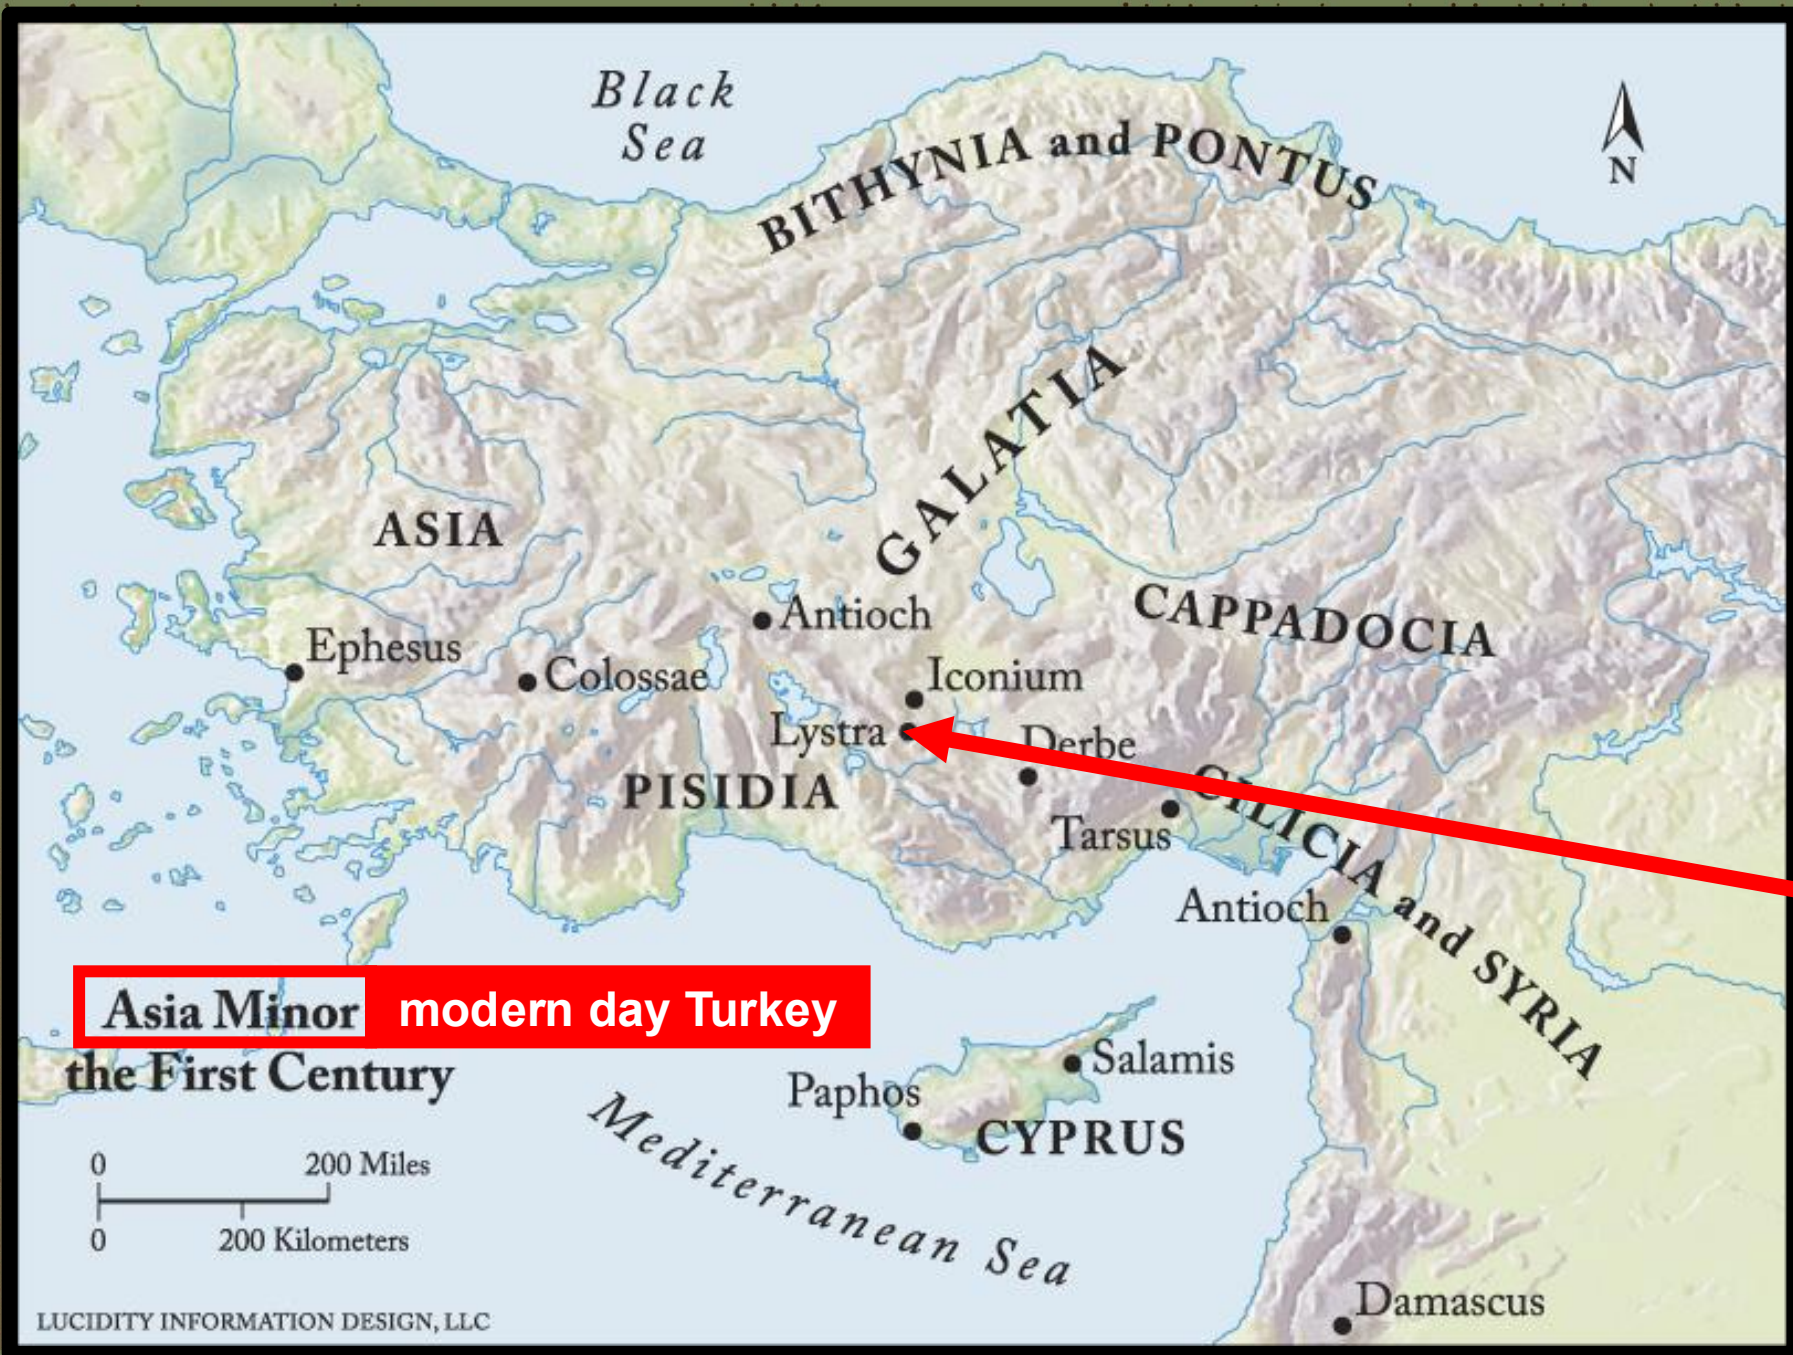 Black
Sea
N
BITHYNIA and PONTUS
GALATIA
ASIA
CAPPADOCIA
Antioch
Ephesus
Colossae
Iconium
Lystra
Derbe
PISIDIA
CILICIA and SYRIA
Tarsus
Antioch
Asia Minor modern day Turkey
the First Century
Salamis
Paphos
CYPRUS
Mediterranean Sea
0 200 Miles
0 200 Kilometers
Damascus
LUCIDITY INFORMATION DESIGN, LLC